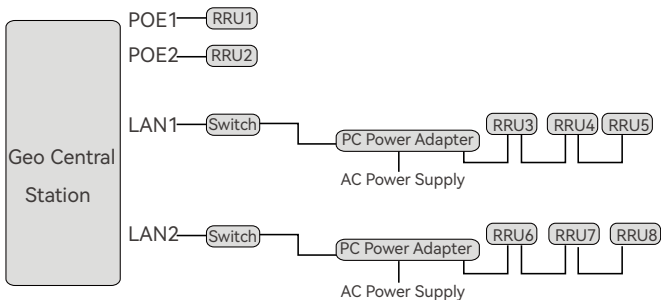 POE1 RRU1
POE2 RRU2
LAN1 Switch PC Power Adapter RRU3 RRU4 RRU5
AC Power Supply
Geo Central
Station
LAN2 Switch PC Power Adapter RRU6 RRU7 RRU8
AC Power Supply